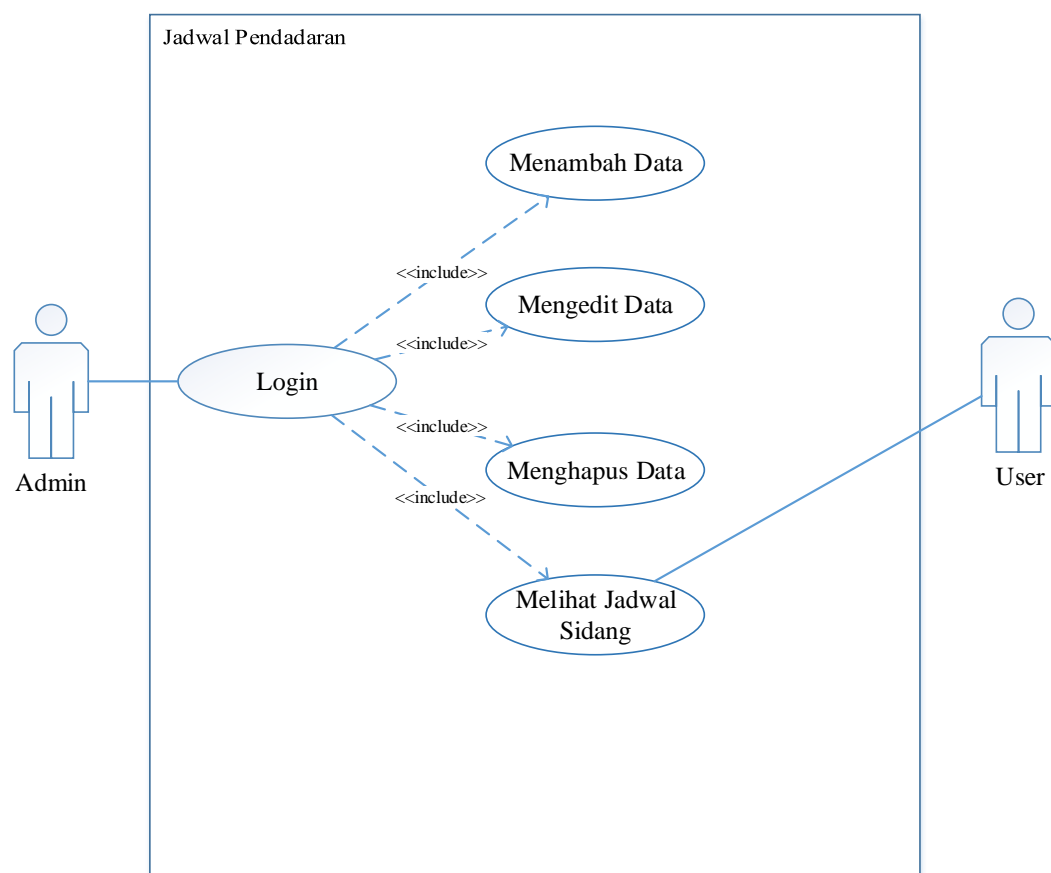 Jadwal Pendadaran
Menambah Data
<<include>>
Mengedit Data
<<include>>
Login
<<include>>
Menghapus Data
Admin
User
<<include>>
Melihat Jadwal
Sidang